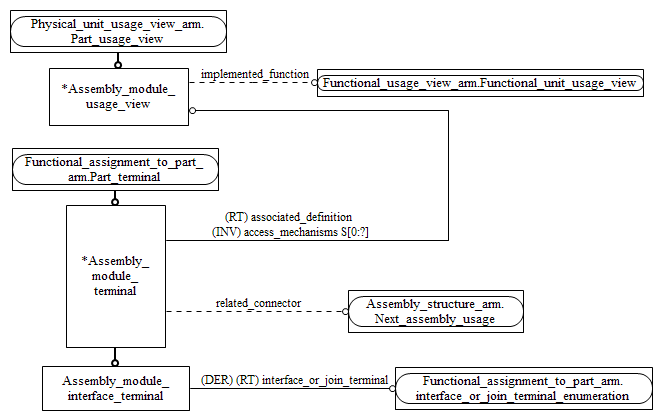 Physical_unit_usage_view_arm.
Part_usage_view
implemented_function
*Assembly_module_
usage_view
Functional_usage_view_arm.Functional_unit_usage_view
Functional_assignment_to_part_
arm.Part_terminal
(RT) associated_definition
(INV) access_mechanisms S[0:?]
*Assembly_
module_
terminal
related_connector
Assembly_structure_arm.
Next_assembly_usage
Assembly_module_
interface_terminal
(DER) (RT) interface_or_join_terminal
Functional_assignment_to_part_arm.
interface_or_join_terminal_enumeration